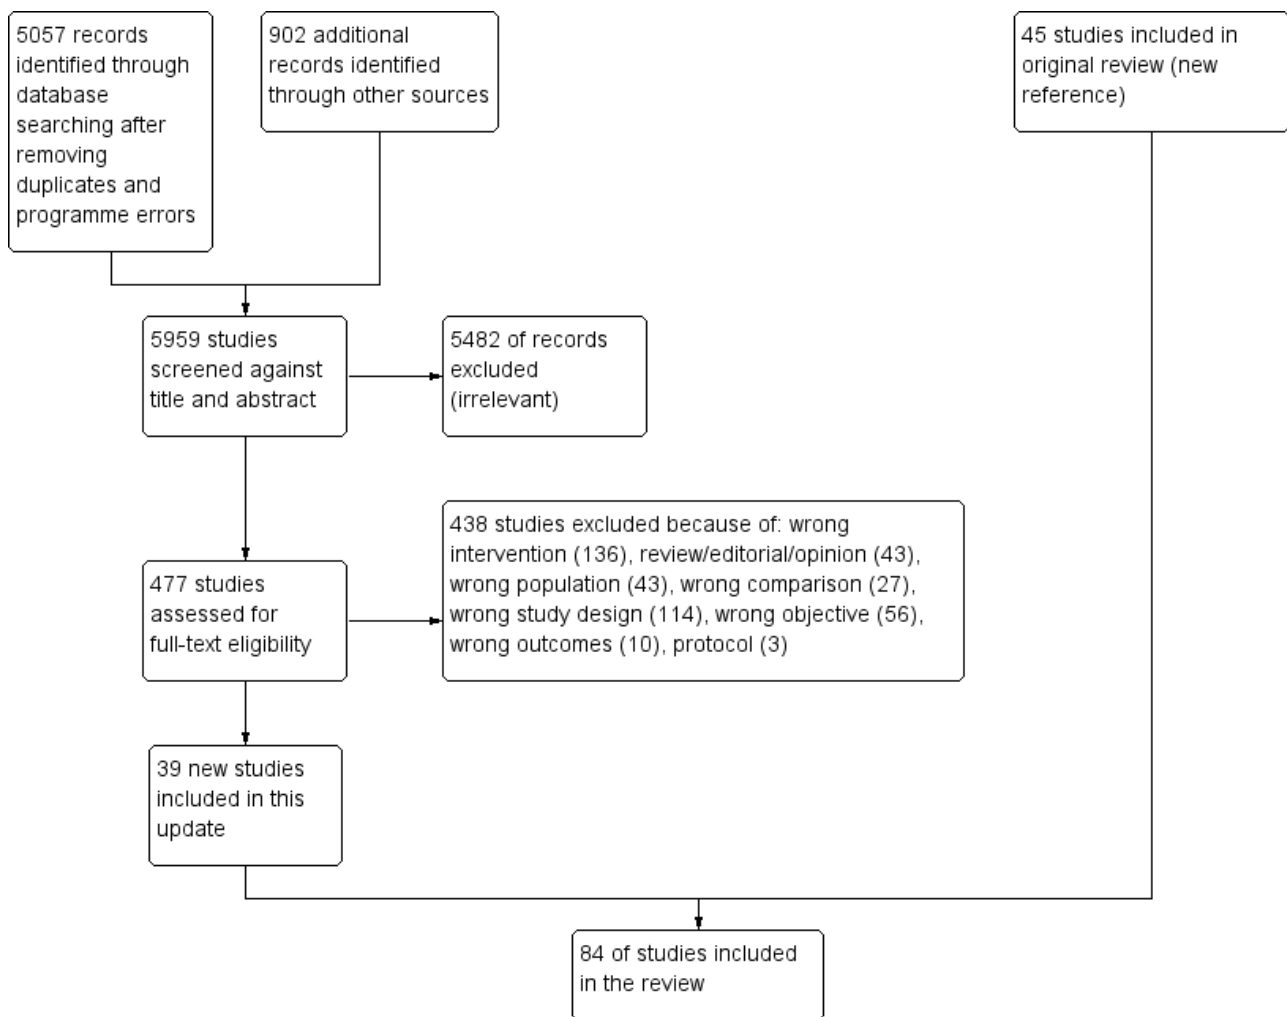 5057 records
identified through
database
searching after
removing
duplicates and
programme errors
902 additional
records identified
through other sources
45 studies included in
original review (new
reference)
5959 studies
screened against
title and abstract
5482 of records
excluded
(irrelevant)
477 studies
assessed for
full-text eligibility
438 studies excluded because of: wrong
intervention (136), review/editorial/opinion (43),
wrong population (43), wrong comparison (27),
wrong study design (114), wrong objective (56),
wrong outcomes (10), protocol (3)
39 new studies
included in this
update
84 of studies included
in the review